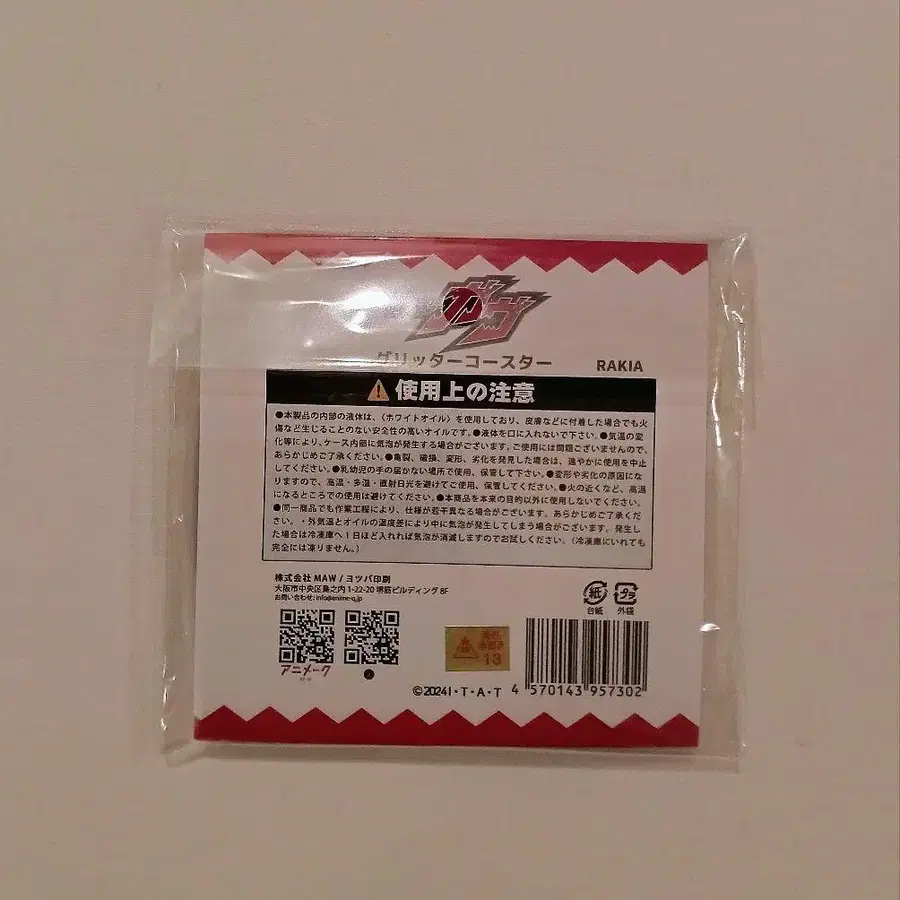 ガヴ
グリッターコースター RAKIA
使用上の注意
●本製品の内部の液体は、〈ホワイトオイル〉を使用しており、皮膚などに付着した場合でも火
傷など生じることのない安全性の高いオイルです。●液体を口に入れないで下さい。●気温の変
化等により、ケース内部に気泡が発生する場合がございます。ご使用には問題ございませんので、
あらかじめご了承ください。●亀裂、破損、変形、劣化を発見した場合は、速やかに使用を中止
してください。●乳幼児の手の届かない場所で使用、保管して下さい。●変形や劣化の原因にな
りますので、高温・多湿・直射日光を避けてご使用、保管してください。●火の近くなど、高温
になるところでの使用は避けてください。●本商品を本来の目的以外に使用しないでください。
●同一商品でも作業工程により、仕様が若干異なる場合がございます。あらかじめご了承くださ
い。・外気温とオイルの温度差により中に気泡が発生してしまう場合がございます。発生し
た場合は冷凍庫へ1日ほど入れれば気泡が消滅しますのでお試しください。（冷凍庫にいれても
完全には凍りません。）
株式会社 MAW / ヨツバ印刷
大阪市中央区島之内 1-22-20 堺筋ビルディング 8F
お問い合わせ: info@anime-q.jp
紙 プラ
台紙 外袋
アニメーク
13
©2024 I・T・A・T
4 570143 957302